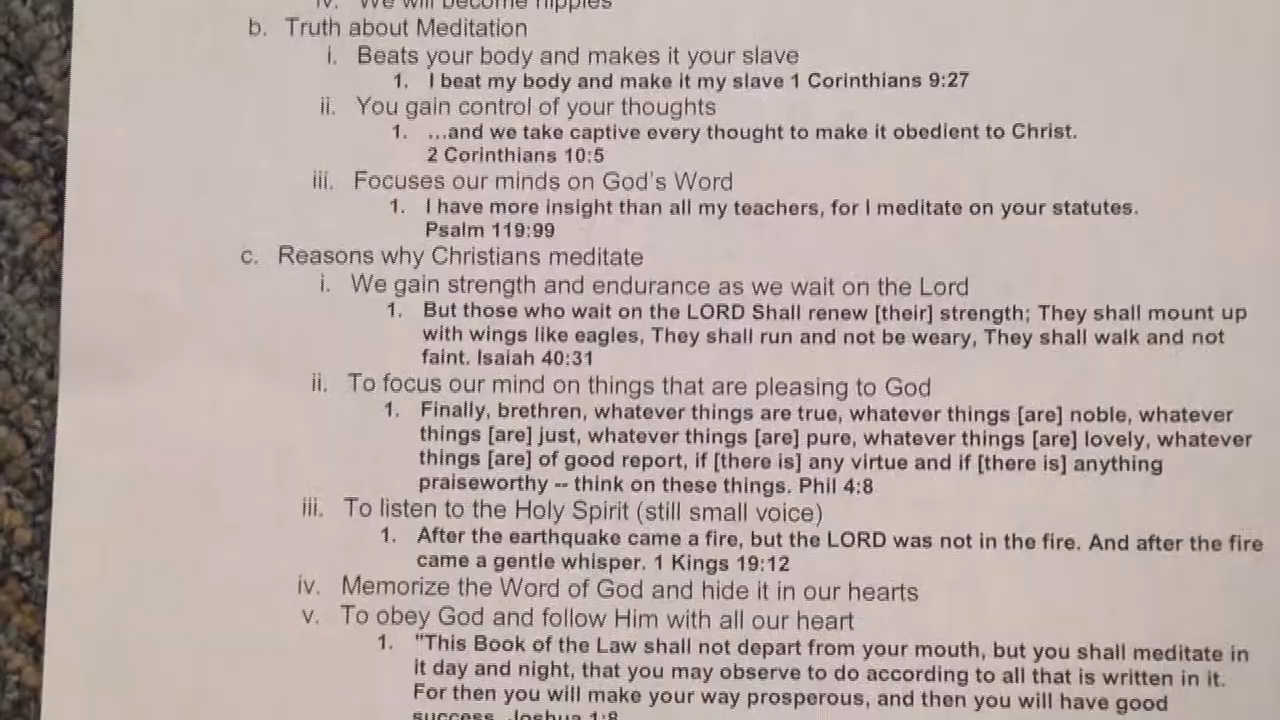 iv. We will become hippies
b. Truth about Meditation
i. Beats your body and makes it your slave
1. I beat my body and make it my slave 1 Corinthians 9:27
ii. You gain control of your thoughts
1. ...and we take captive every thought to make it obedient to Christ.
2 Corinthians 10:5
iii. Focuses our minds on God's Word
1. I have more insight than all my teachers, for I meditate on your statutes.
Psalm 119:99
c. Reasons why Christians meditate
i. We gain strength and endurance as we wait on the Lord
1. But those who wait on the LORD Shall renew [their] strength; They shall mount up
with wings like eagles, They shall run and not be weary, They shall walk and not
faint. Isaiah 40:31
ii. To focus our mind on things that are pleasing to God
1. Finally, brethren, whatever things are true, whatever things [are] noble, whatever
things [are] just, whatever things [are] pure, whatever things [are] lovely, whatever
things [are] of good report, if [there is] any virtue and if [there is] anything
praiseworthy -- think on these things. Phil 4:8
iii. To listen to the Holy Spirit (still small voice)
1. After the earthquake came a fire, but the LORD was not in the fire. And after the fire
came a gentle whisper. 1 Kings 19:12
iv. Memorize the Word of God and hide it in our hearts
v. To obey God and follow Him with all our heart
1. "This Book of the Law shall not depart from your mouth, but you shall meditate in
it day and night, that you may observe to do according to all that is written in it.
For then you will make your way prosperous, and then you will have good
success. Joshua 1:8